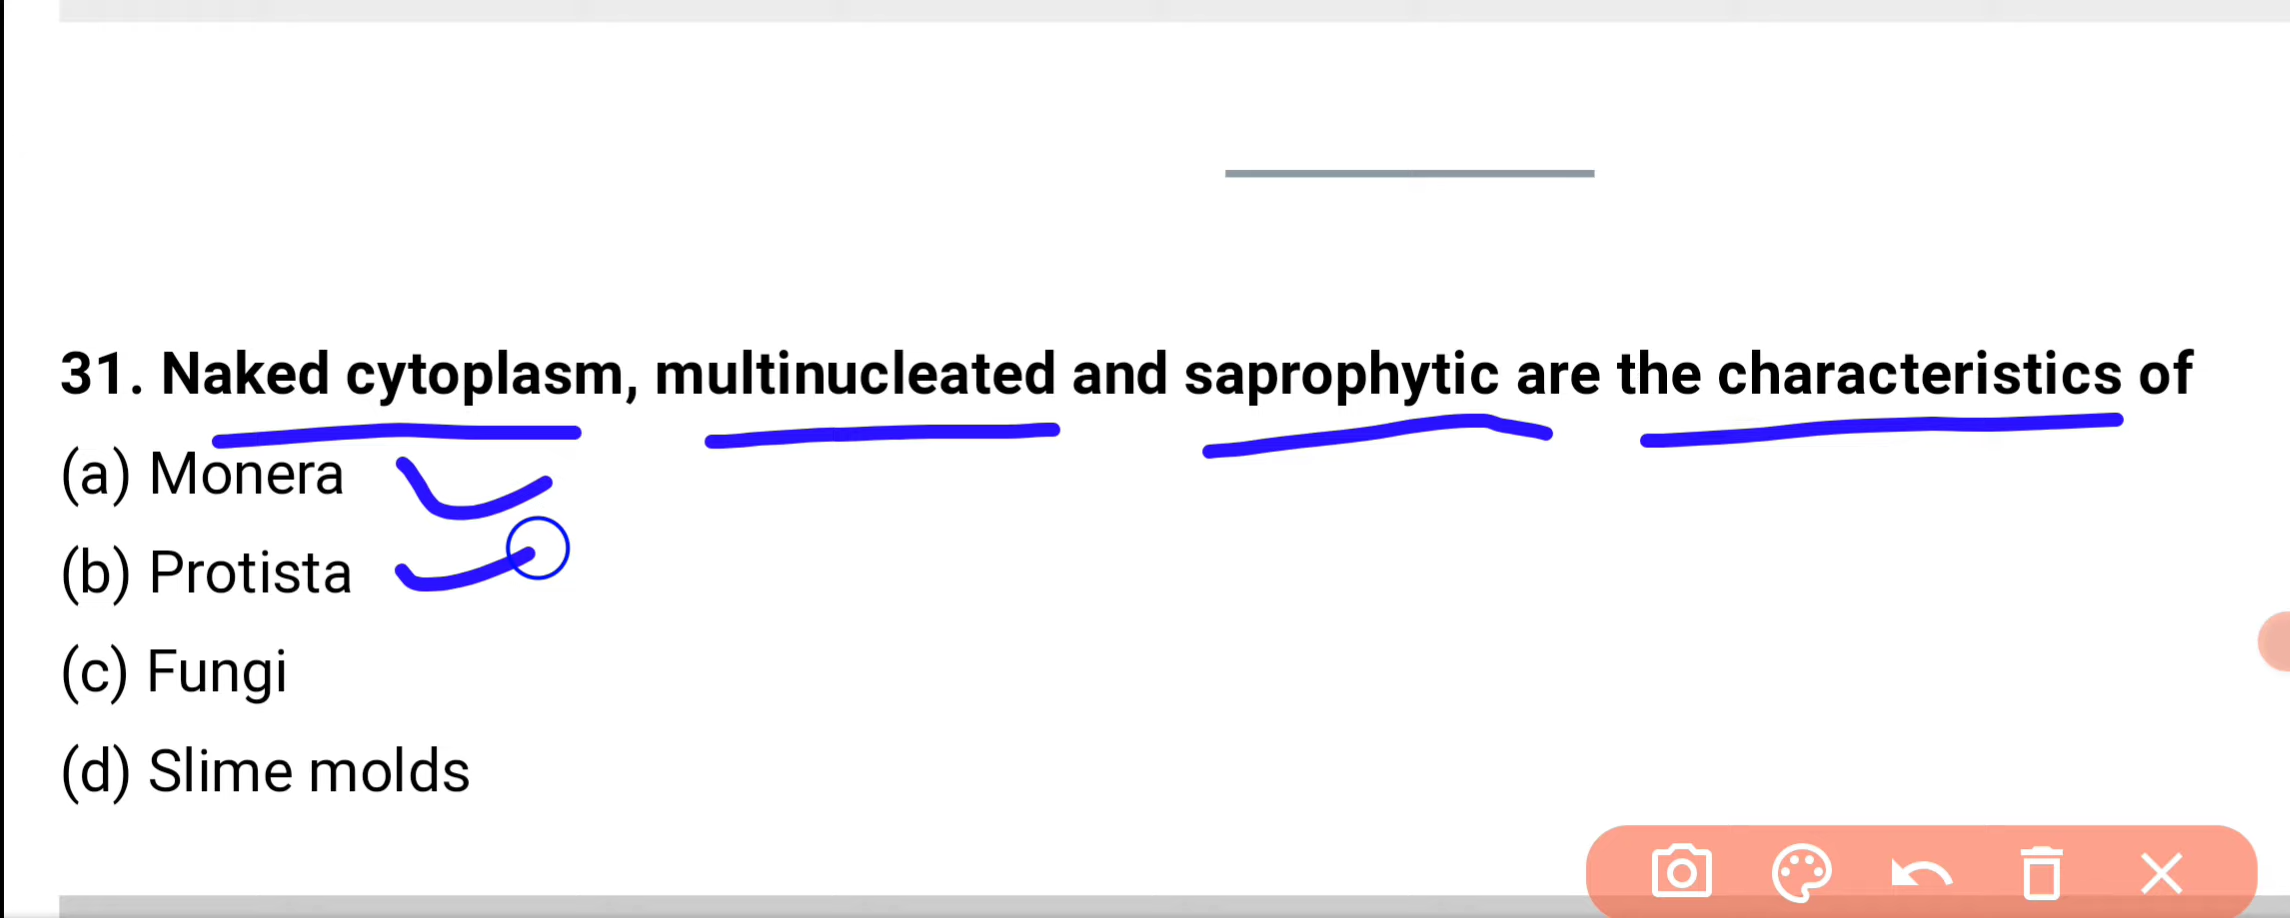 31. Naked cytoplasm, multinucleated and saprophytic are the characteristics of
(a) Monera
(b) Protista
(c) Fungi
(d) Slime molds